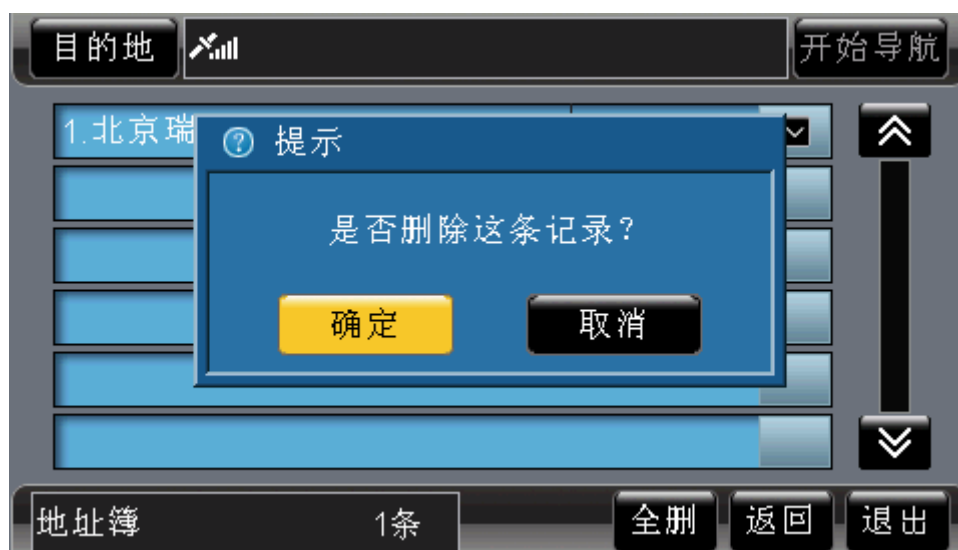 目的地
开始导航
1.北京瑞
提示
是否删除这条记录?
确定 取消
地址簿 1条 全删 返回 退出